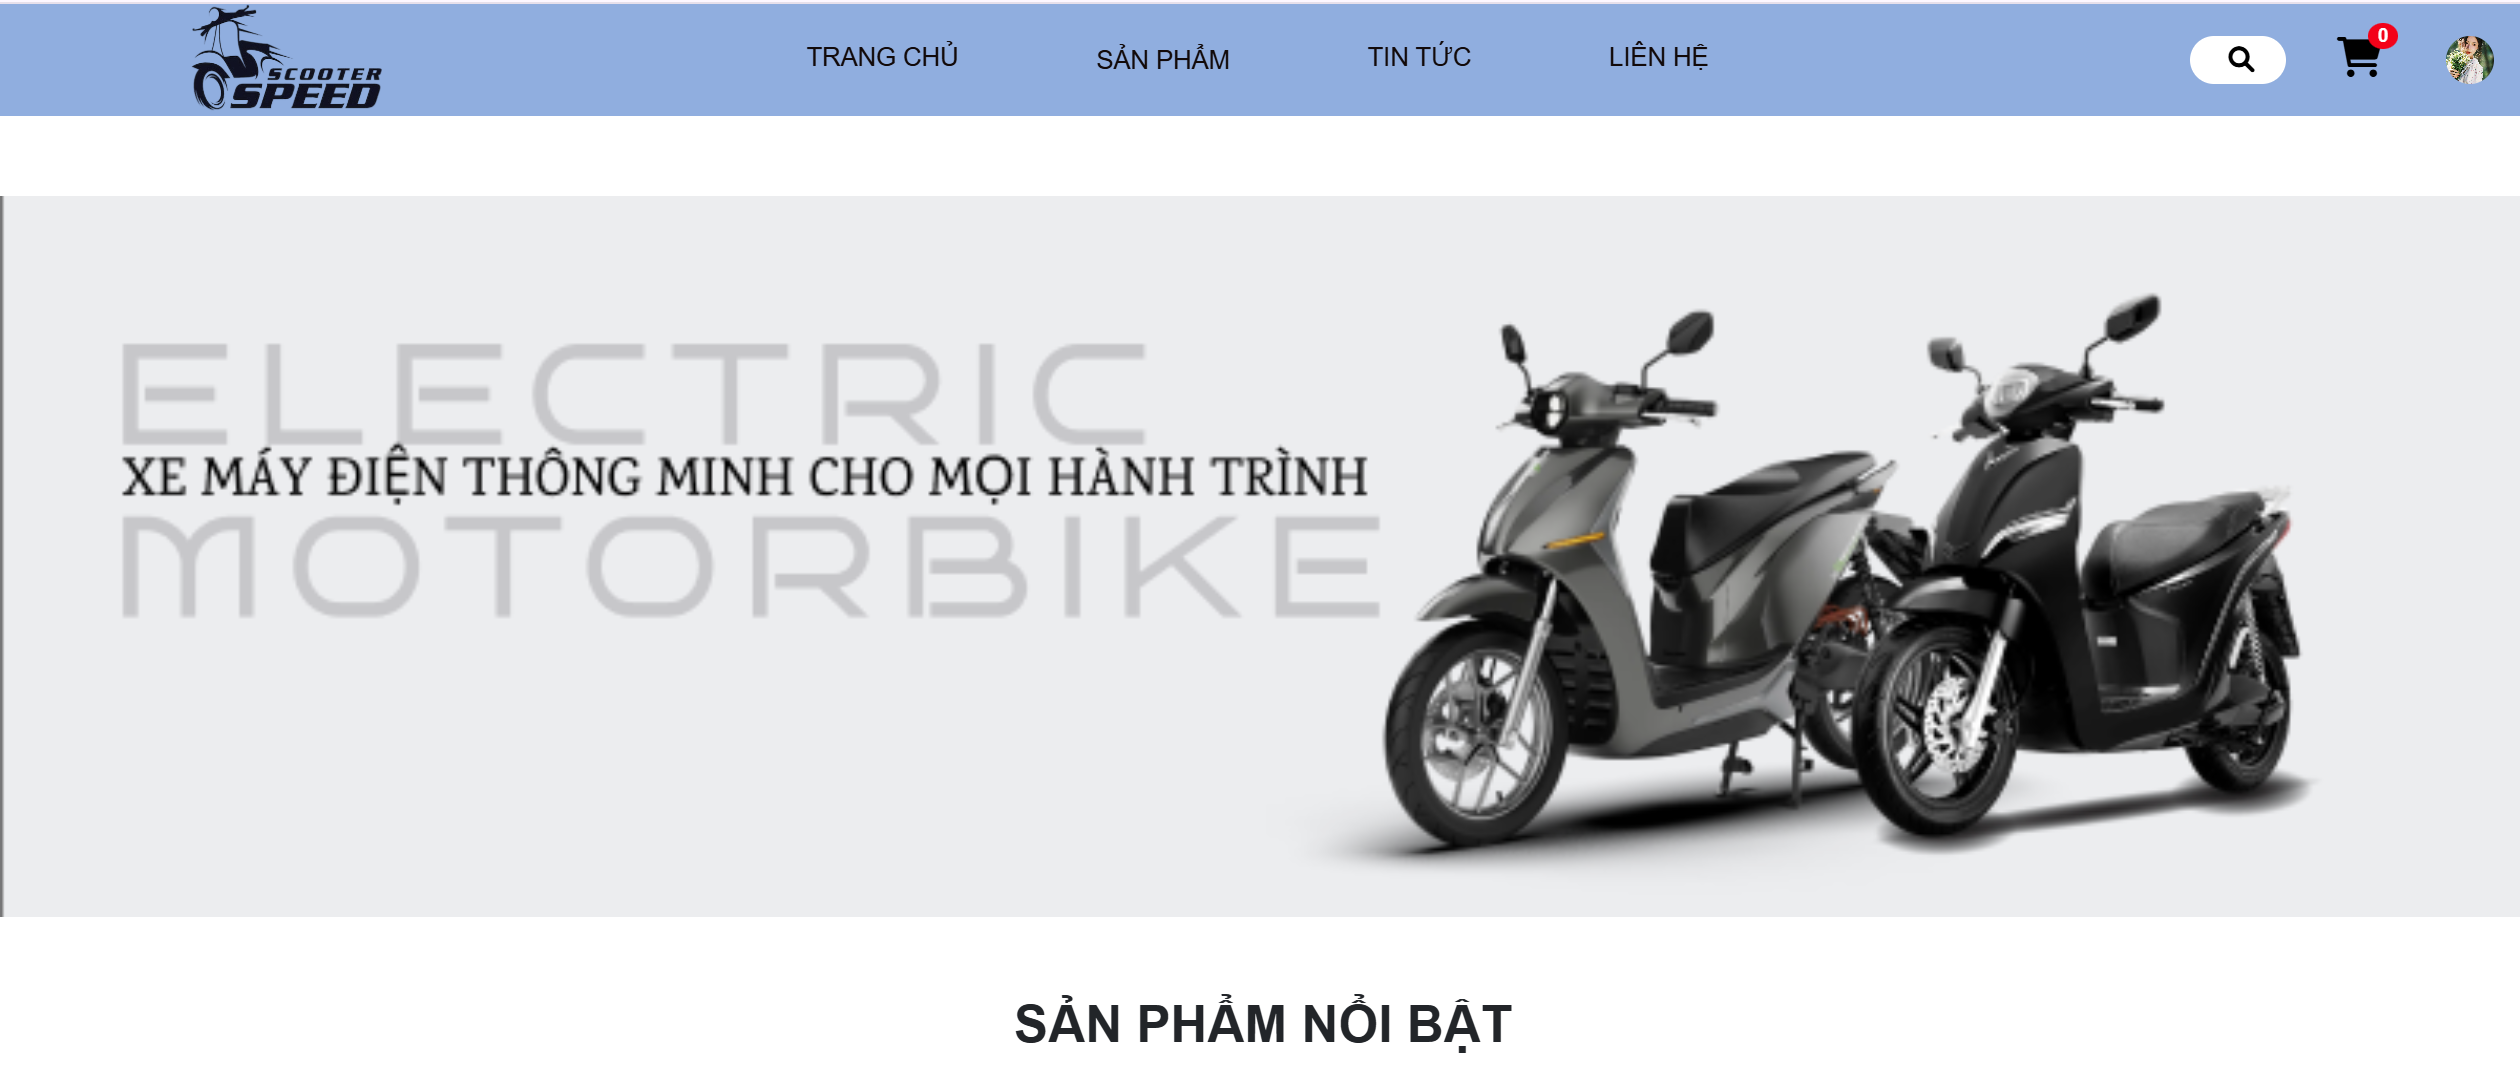 SCOOTER
SPEED
TRANG CHỦ
SẢN PHẨM
TIN TỨC
LIÊN HỆ
0
ELECTRIC
XE MÁY ĐIỆN THÔNG MINH CHO MỌI HÀNH TRÌNH
MOTORBIKE
SẢN PHẨM NỔI BẬT